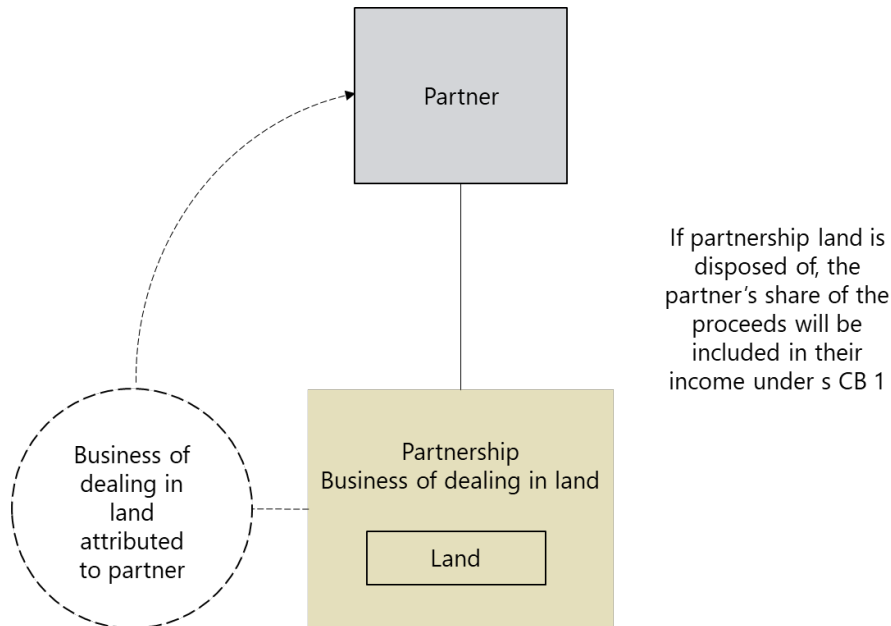 Partner
If partnership land is
disposed of, the
partner's share of the
proceeds will be
included in their
income under s CB 1
Business of
dealing in
land
attributed
to partner
Partnership
Business of dealing in land
Land